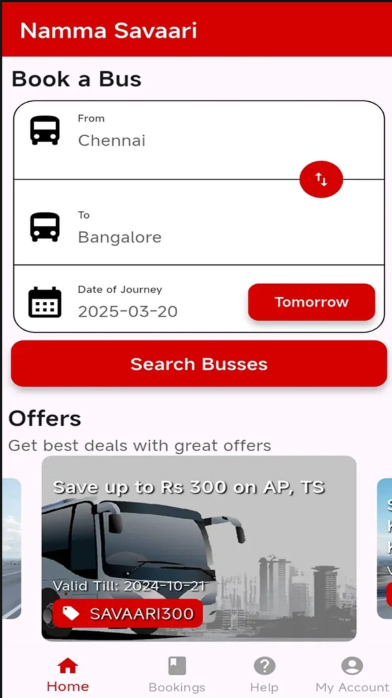 Namma Savaari
Book a Bus
From
Chennai
To
Bangalore
Date of Journey
2025-03-20
Tomorrow
Search Busses
Offers
Get best deals with great offers
Save up to Rs 300 on AP, TS
Valid Till: 2024-10-21
SAVAARI300
Home
Bookings
Help
My Account